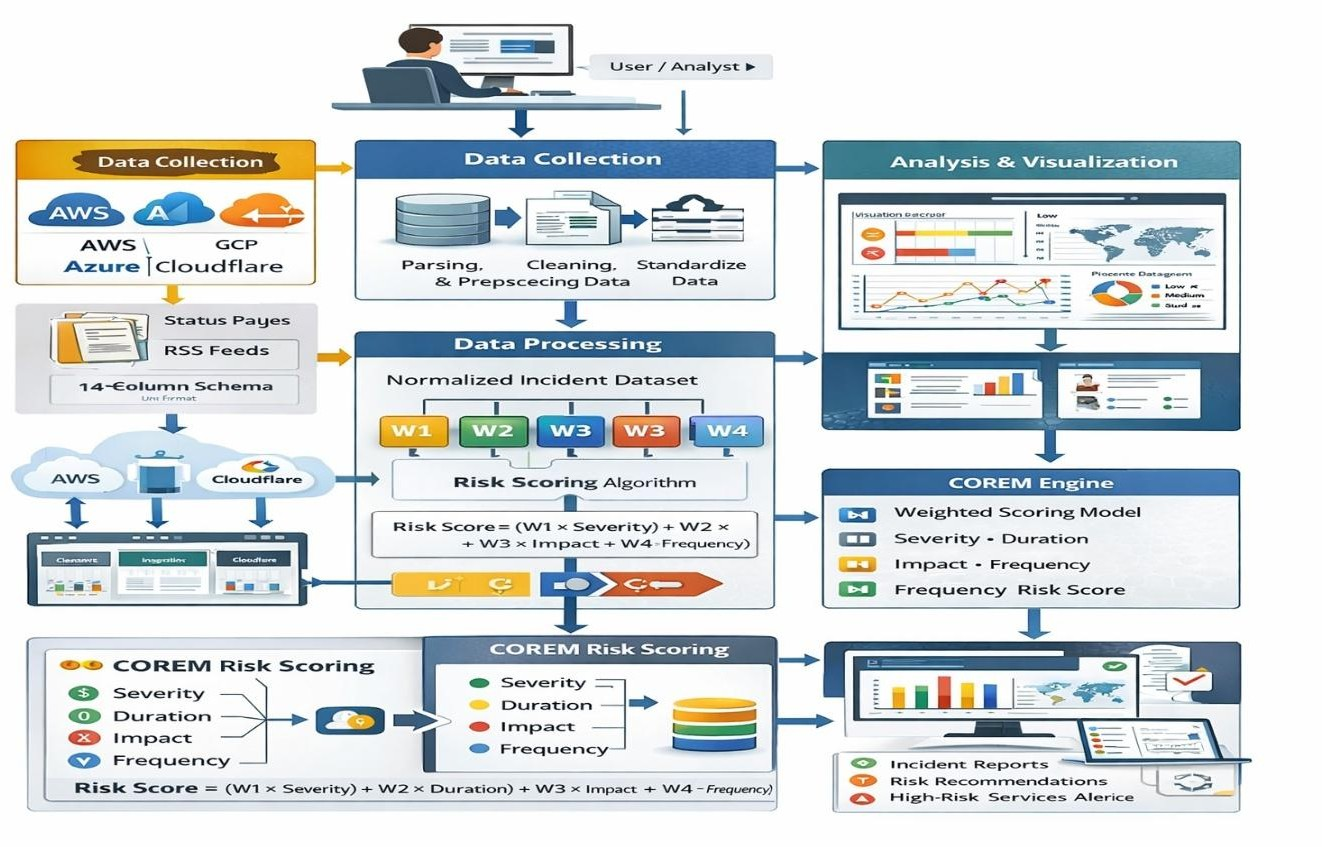 User / Analyst ▸
Data Collection
AWS
A
AWS
GCP
Azure
Cloudflare
Status Paues
RSS Feeds
14-Column Schema
AWS
Cloudflare
Cloudflare
Data Collection
Parsing,
Cleaning,
Standardize
& Prepscecing Data
Data
Data Processing
Normalized Incident Dataset
W1
W2
W3
W3
W4
Risk Scoring Algorithm
Risk Score = (W1 × Severity) + W2 ×
+ W3 × Impact + W4 - Frequency)
Analysis & Visualization
Low
Low
Medium
COREM Engine
Weighted Scoring Model
Severity • Duration
Impact • Frequency
Frequency Risk Score
COREM Risk Scoring
Severity
Duration
Impact
Frequency
COREM Risk Scoring
Severity
Duration
Impact
Frequency
Risk Score = (W1 × Severity) + W2 × Duration) + W3 × Impact + W4 - Frequency)
Incident Reports
Risk Recommendations
High-Risk Services Alerice